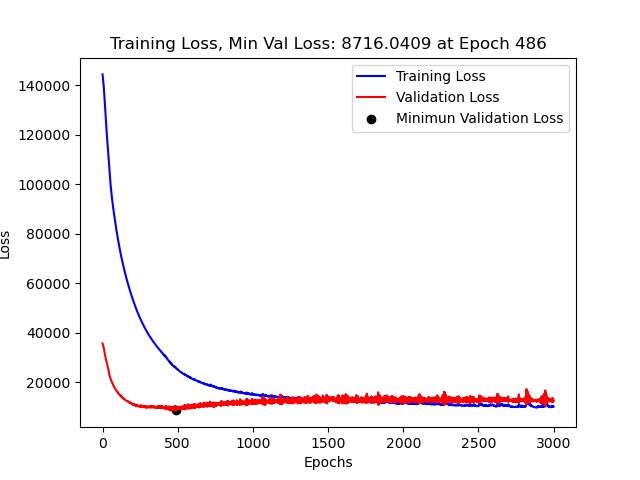 Training Loss, Min Val Loss: 8716.0409 at Epoch 486
Training Loss
Validation Loss
Minimun Validation Loss
140000
120000
100000
80000
60000
40000
20000
Loss
0
500
1000
1500
2000
2500
3000
Epochs